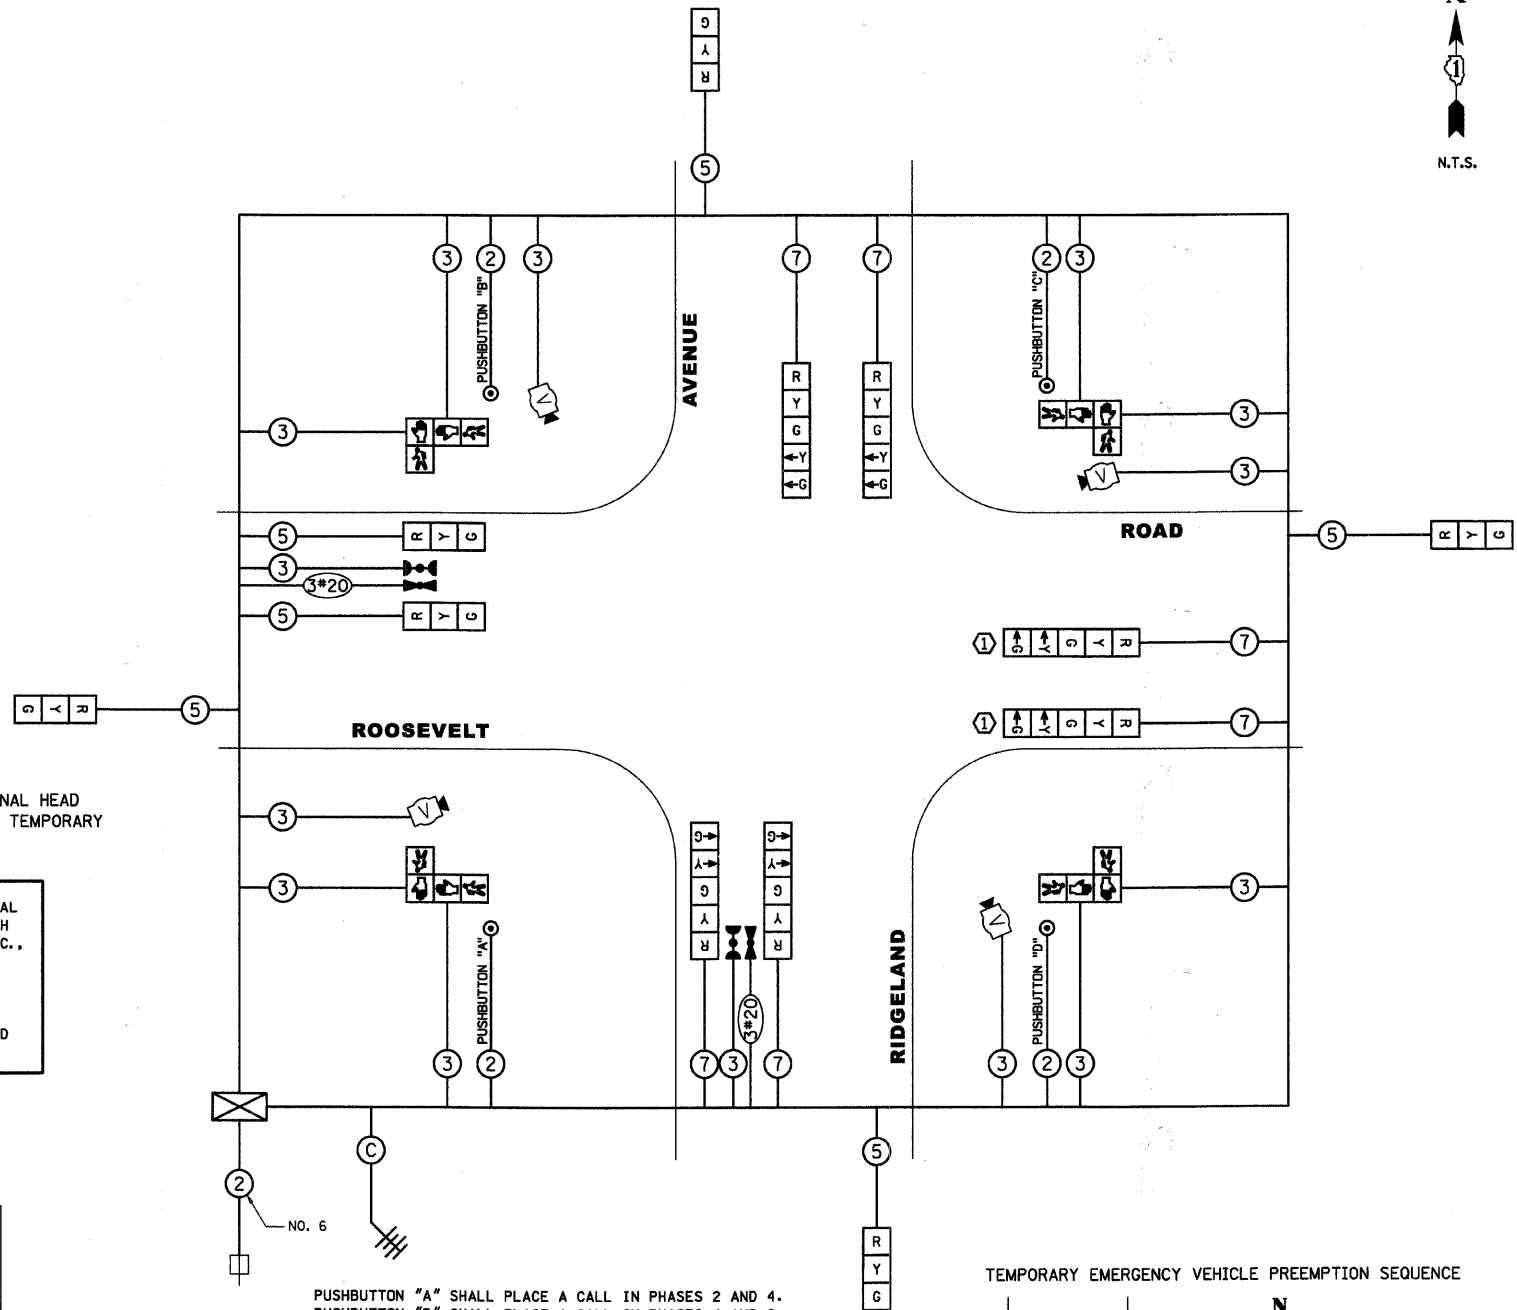 G
Y
R
N
1
N.T.S.
5
3
2
3
7
7
2
3
PUSHBUTTON "B"
PUSHBUTTON "C"
AVENUE
V
R
Y
G
Y
G
R
Y
G
Y
G
3
3
V
3
ROAD
5
R Y G
3
3#20
5
R Y G
5
R Y G
1
G Y G Y R
7
1
G Y G Y R
7
G Y R
5
ROOSEVELT
NAL HEAD
TEMPORARY
3
V
3
AL
H
C.,
D
G
Y
G
Y
R
G
Y
G
Y
R
3
V
PUSHBUTTON "A"
3#20
RIDGELAND
PUSHBUTTON "D"
3
2
7
3
7
3
2
3
C
5
2
NO. 6
R
Y
G
TEMPORARY EMERGENCY VEHICLE PREEMPTION SEQUENCE
PUSHBUTTON "A" SHALL PLACE A CALL IN PHASES 2 AND 4.
N